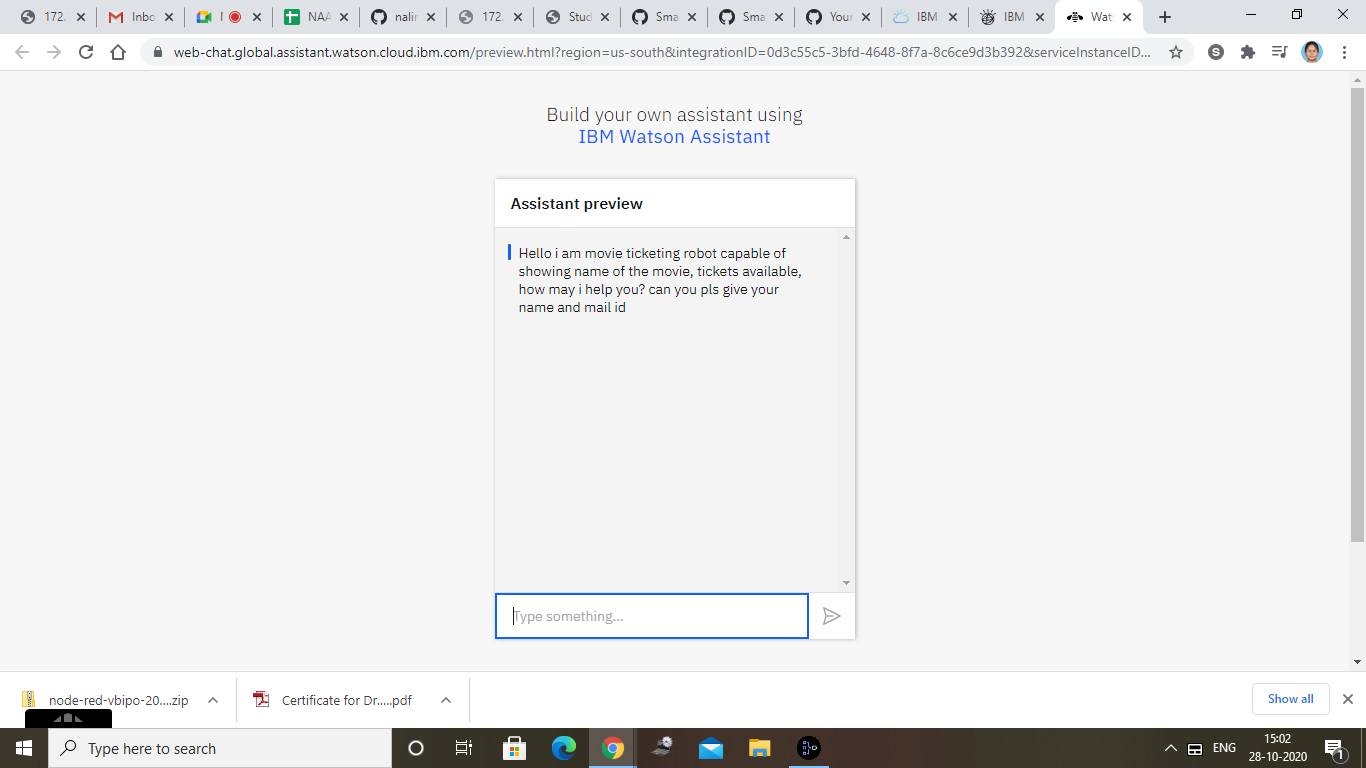 172.
Inbo
NAA
nalir
172.
Stud
Sma
Sma
Your
IBM
IBM
Wats
web-chat.global.assistant.watson.cloud.ibm.com/preview.html?region=us-south&integrationID=0d3c55c5-3bfd-4648-8f7a-8c6ce9d3b392&serviceInstanceID...
S
Build your own assistant using
IBM Watson Assistant
Assistant preview
Hello i am movie ticketing robot capable of
showing name of the movie, tickets available,
how may i help you? can you pls give your
name and mail id
Type something...
node-red-vbipo-20....zip
Certificate for Dr.....pdf
Show all
Type here to search
ENG
15:02
28-10-2020
1